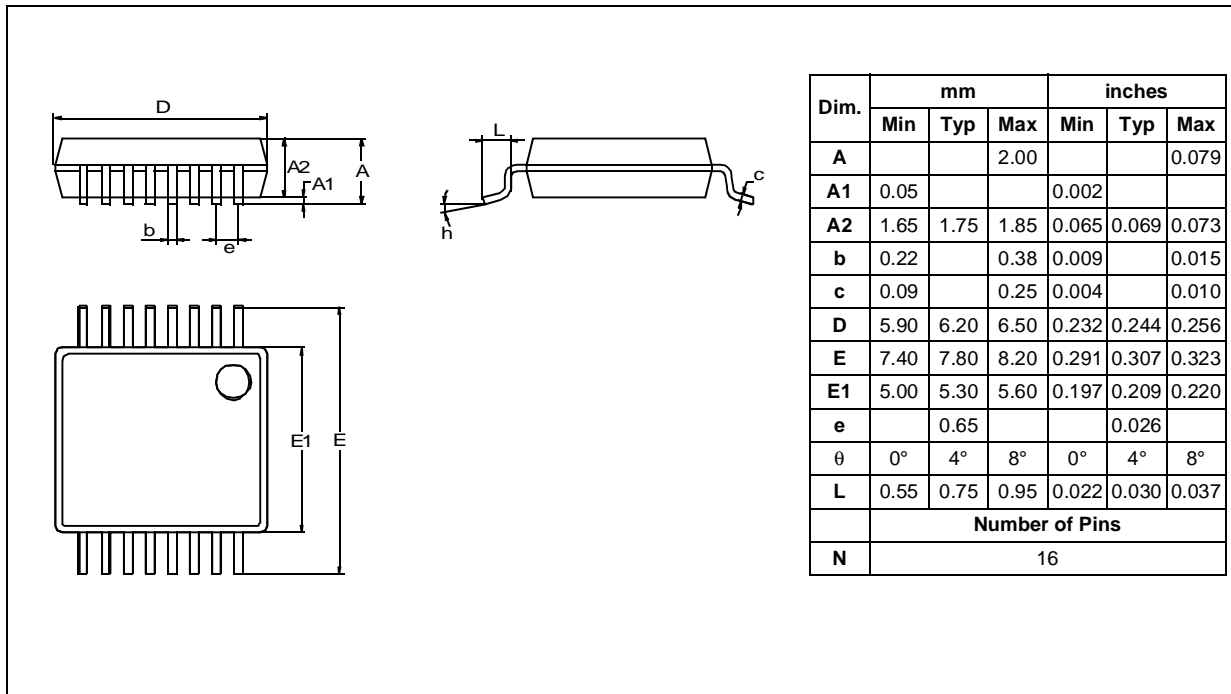 D
A2
A1
A
b
e
L
c
h
E1
E
Dim. mm inches
Min Typ Max Min Typ Max
A 2.00 0.079
A1 0.05 0.002
A2 1.65 1.75 1.85 0.065 0.069 0.073
b 0.22 0.38 0.009 0.015
c 0.09 0.25 0.004 0.010
D 5.90 6.20 6.50 0.232 0.244 0.256
E 7.40 7.80 8.20 0.291 0.307 0.323
E1 5.00 5.30 5.60 0.197 0.209 0.220
e 0.65 0.026
θ 0° 4° 8° 0° 4° 8°
L 0.55 0.75 0.95 0.022 0.030 0.037
Number of Pins
N 16